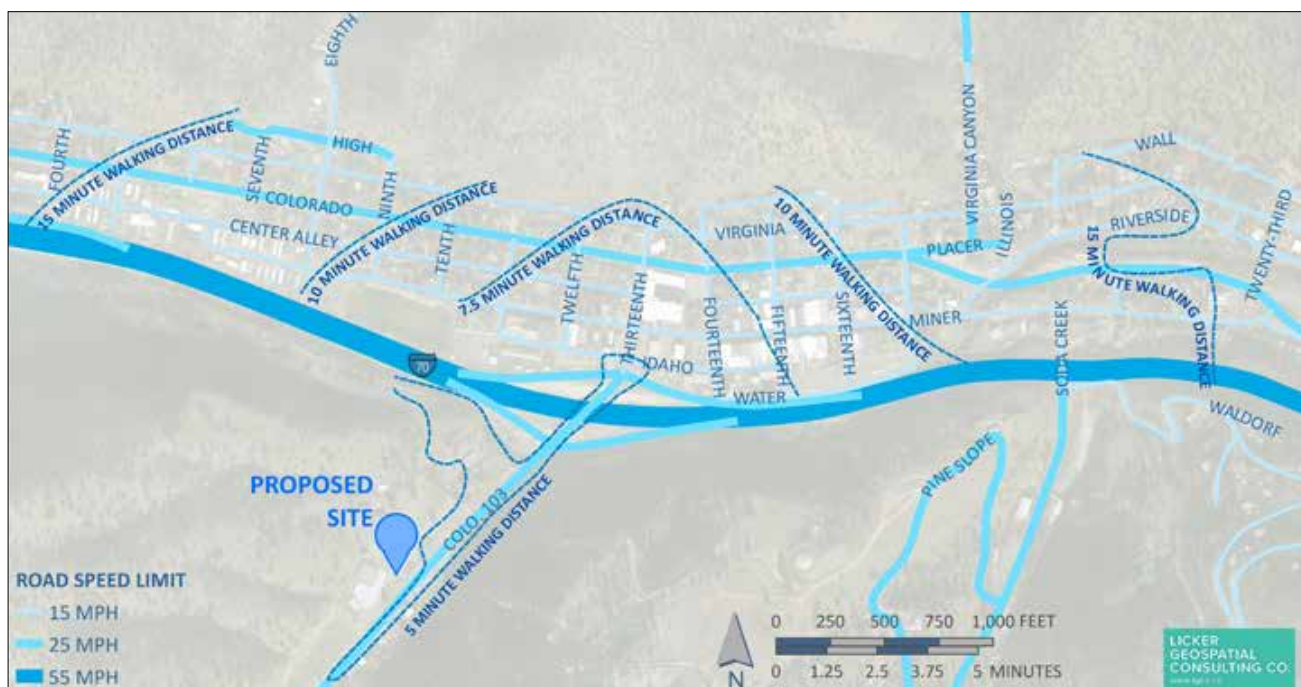 EIGHTH
FOURTH
15 MINUTE WALKING DISTANCE
SEVENTH
HIGH
NINTH
COLORADO
CENTER ALLEY
10 MINUTE WALKING DISTANCE
TENTH
7.5 MINUTE WALKING DISTANCE
TWELFTH
THIRTEENTH
FOURTEENTH
FIFTEENTH
SIXTEENTH
VIRGINIA
10 MINUTE WALKING DISTANCE
VIRGINIA CANYON
PLACER
ILLINOIS
WALL
RIVERSIDE
15 MINUTE WALKING DISTANCE
TWENTY-THIRD
MINER
IDAHO
WATER
70
SODA CREEK
WALDORF
PINE SLOPE
PROPOSED
SITE
COLO. 103
5 MINUTE WALKING DISTANCE
ROAD SPEED LIMIT
15 MPH
25 MPH
55 MPH
N
0 250 500 750 1,000 FEET
0 1.25 2.5 3.75 5 MINUTES
LICKER
GEOSPATIAL
CONSULTING CO.